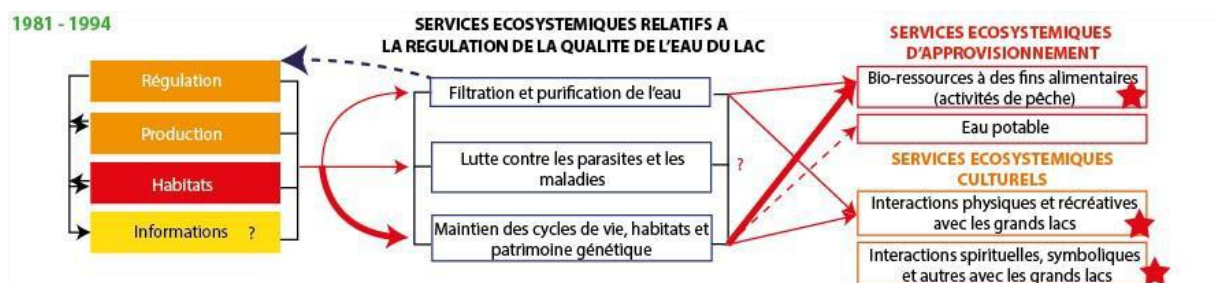 1981 - 1994
SERVICES ECOSYSTEMIQUES RELATIFS A
LA REGULATION DE LA QUALITE DE L'EAU DU LAC
Régulation
Production
Habitats
Informations ?
Filtration et purification de l'eau
Lutte contre les parasites et les
maladies
?
Maintien des cycles de vie, habitats et
patrimoine génétique
SERVICES ECOSYSTEMIQUES
D'APPROVISIONNEMENT
Bio-ressources à des fins alimentaires
(activités de pêche)
Eau potable
SERVICES ECOSYSTEMIQUES
CULTURELS
Interactions physiques et récréatives
avec les grands lacs
Interactions spirituelles, symboliques
et autres avec les grands lacs